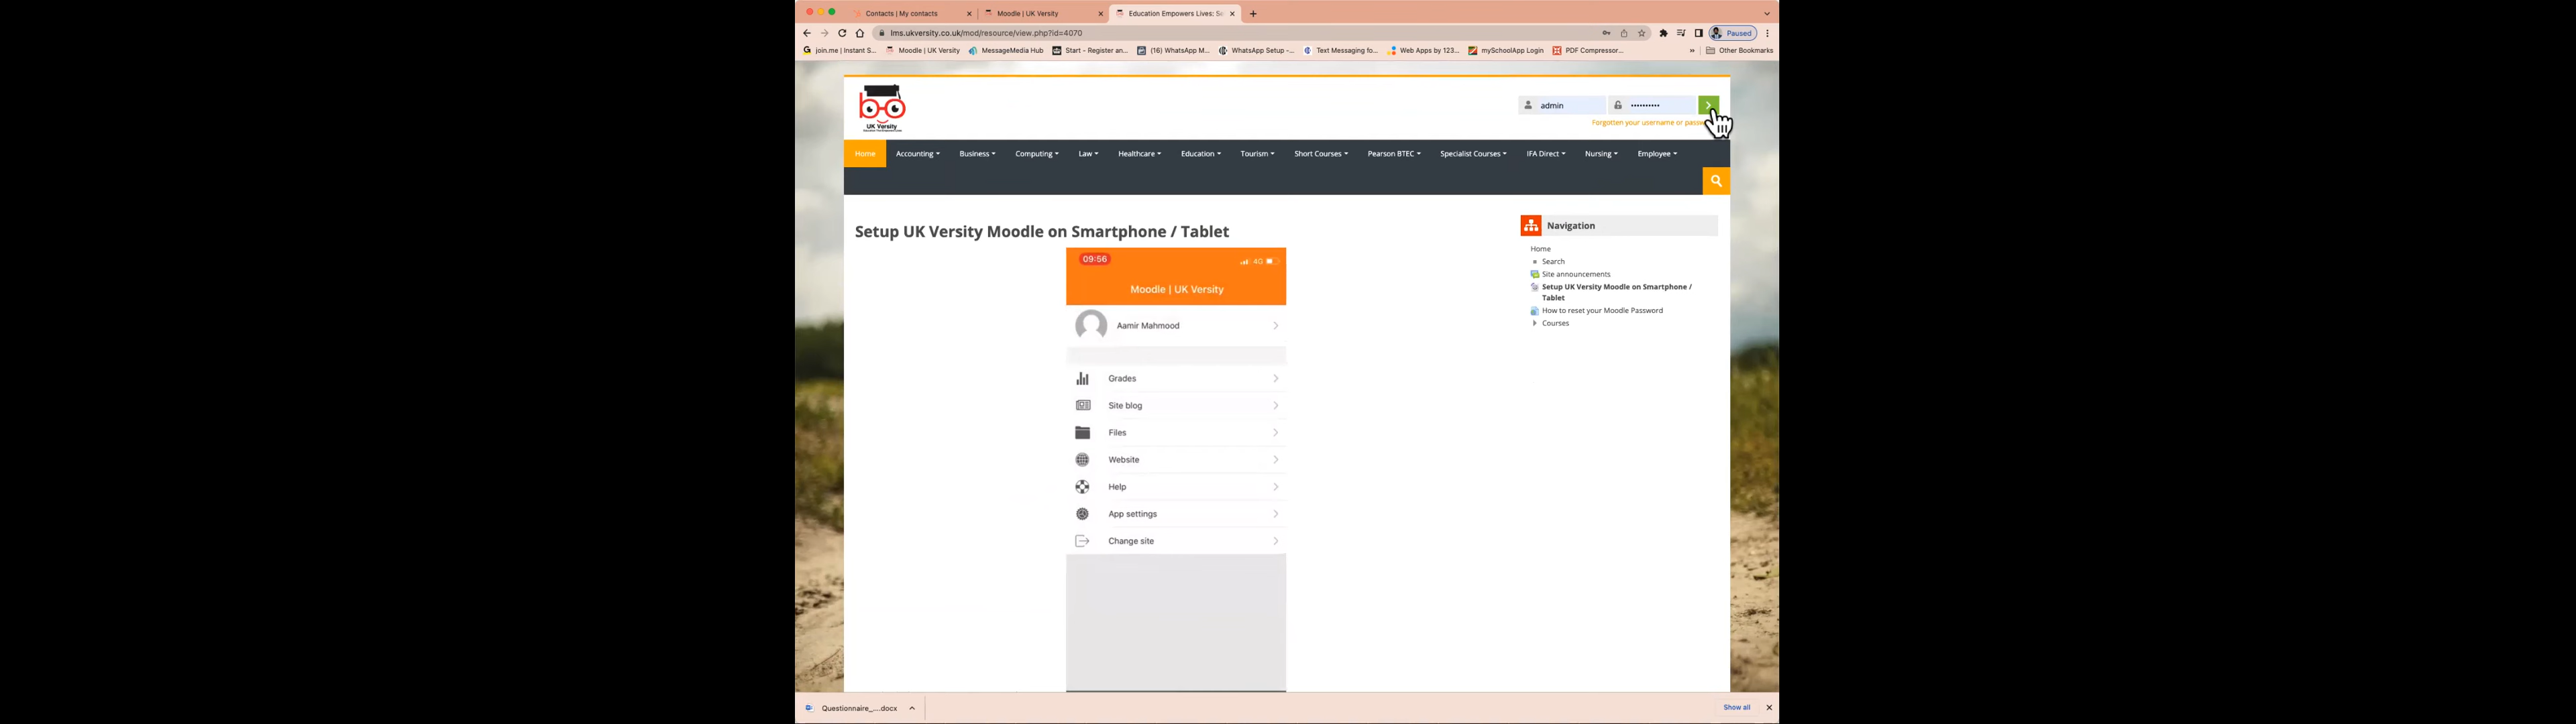 Contacts | My contacts
Moodle | UK Versity
Education Empowers Lives: Se
lms.ukversity.co.uk/mod/resource/view.php?id=4070
Paused
join.me | Instant S...
Moodle | UK Versity
MessageMedia Hub
Start - Register an...
(16) WhatsApp M...
WhatsApp Setup -...
Text Messaging fo...
Web Apps by 123...
mySchoolApp Login
PDF Compressor...
»
Other Bookmarks
UK Versity
admin
••••••••••
Forgotten your username or passw
Home
Accounting
Business
Computing
Law
Healthcare
Education
Tourism
Short Courses
Pearson BTEC
Specialist Courses
IFA Direct
Nursing
Employee
Setup UK Versity Moodle on Smartphone / Tablet
09:56
4G
Moodle | UK Versity
Aamir Mahmood
Grades
Site blog
Files
Website
Help
App settings
Change site
Navigation
Home
Search
Site announcements
Setup UK Versity Moodle on Smartphone /
Tablet
How to reset your Moodle Password
Courses
Questionnaire_....docx
Show all